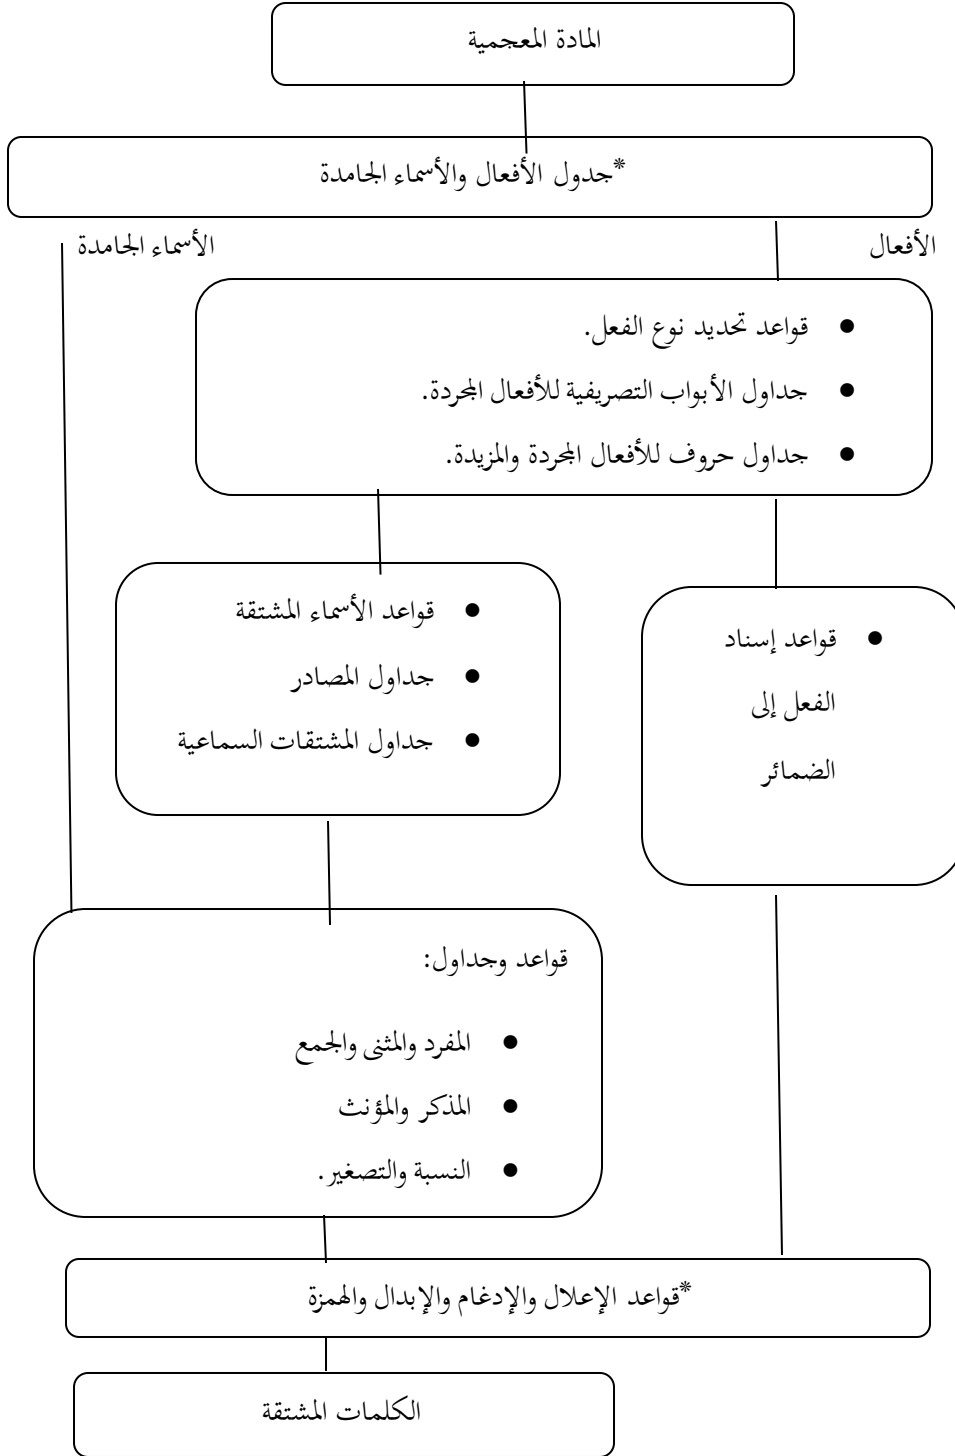 المادة المعجمية
*جدول الأفعال والأسماء الجامدة
الأفعال
الأسماء الجامدة
● قواعد تحديد نوع الفعل.
● جداول الأبواب التصريفية للأفعال المجردة.
● جداول حروف للأفعال المجردة والمزيدة.
● قواعد إسناد
الفعل إلى
الضمائر
● قواعد الأسماء المشتقة
● جداول المصادر
● جداول المشتقات السماعية
قواعد وجداول:
● المفرد والمثنى والجمع
● المذكر والمؤنث
● النسبة والتصغير.
*قواعد الإعلال والإدغام والإبدال والهمزة
الكلمات المشتقة